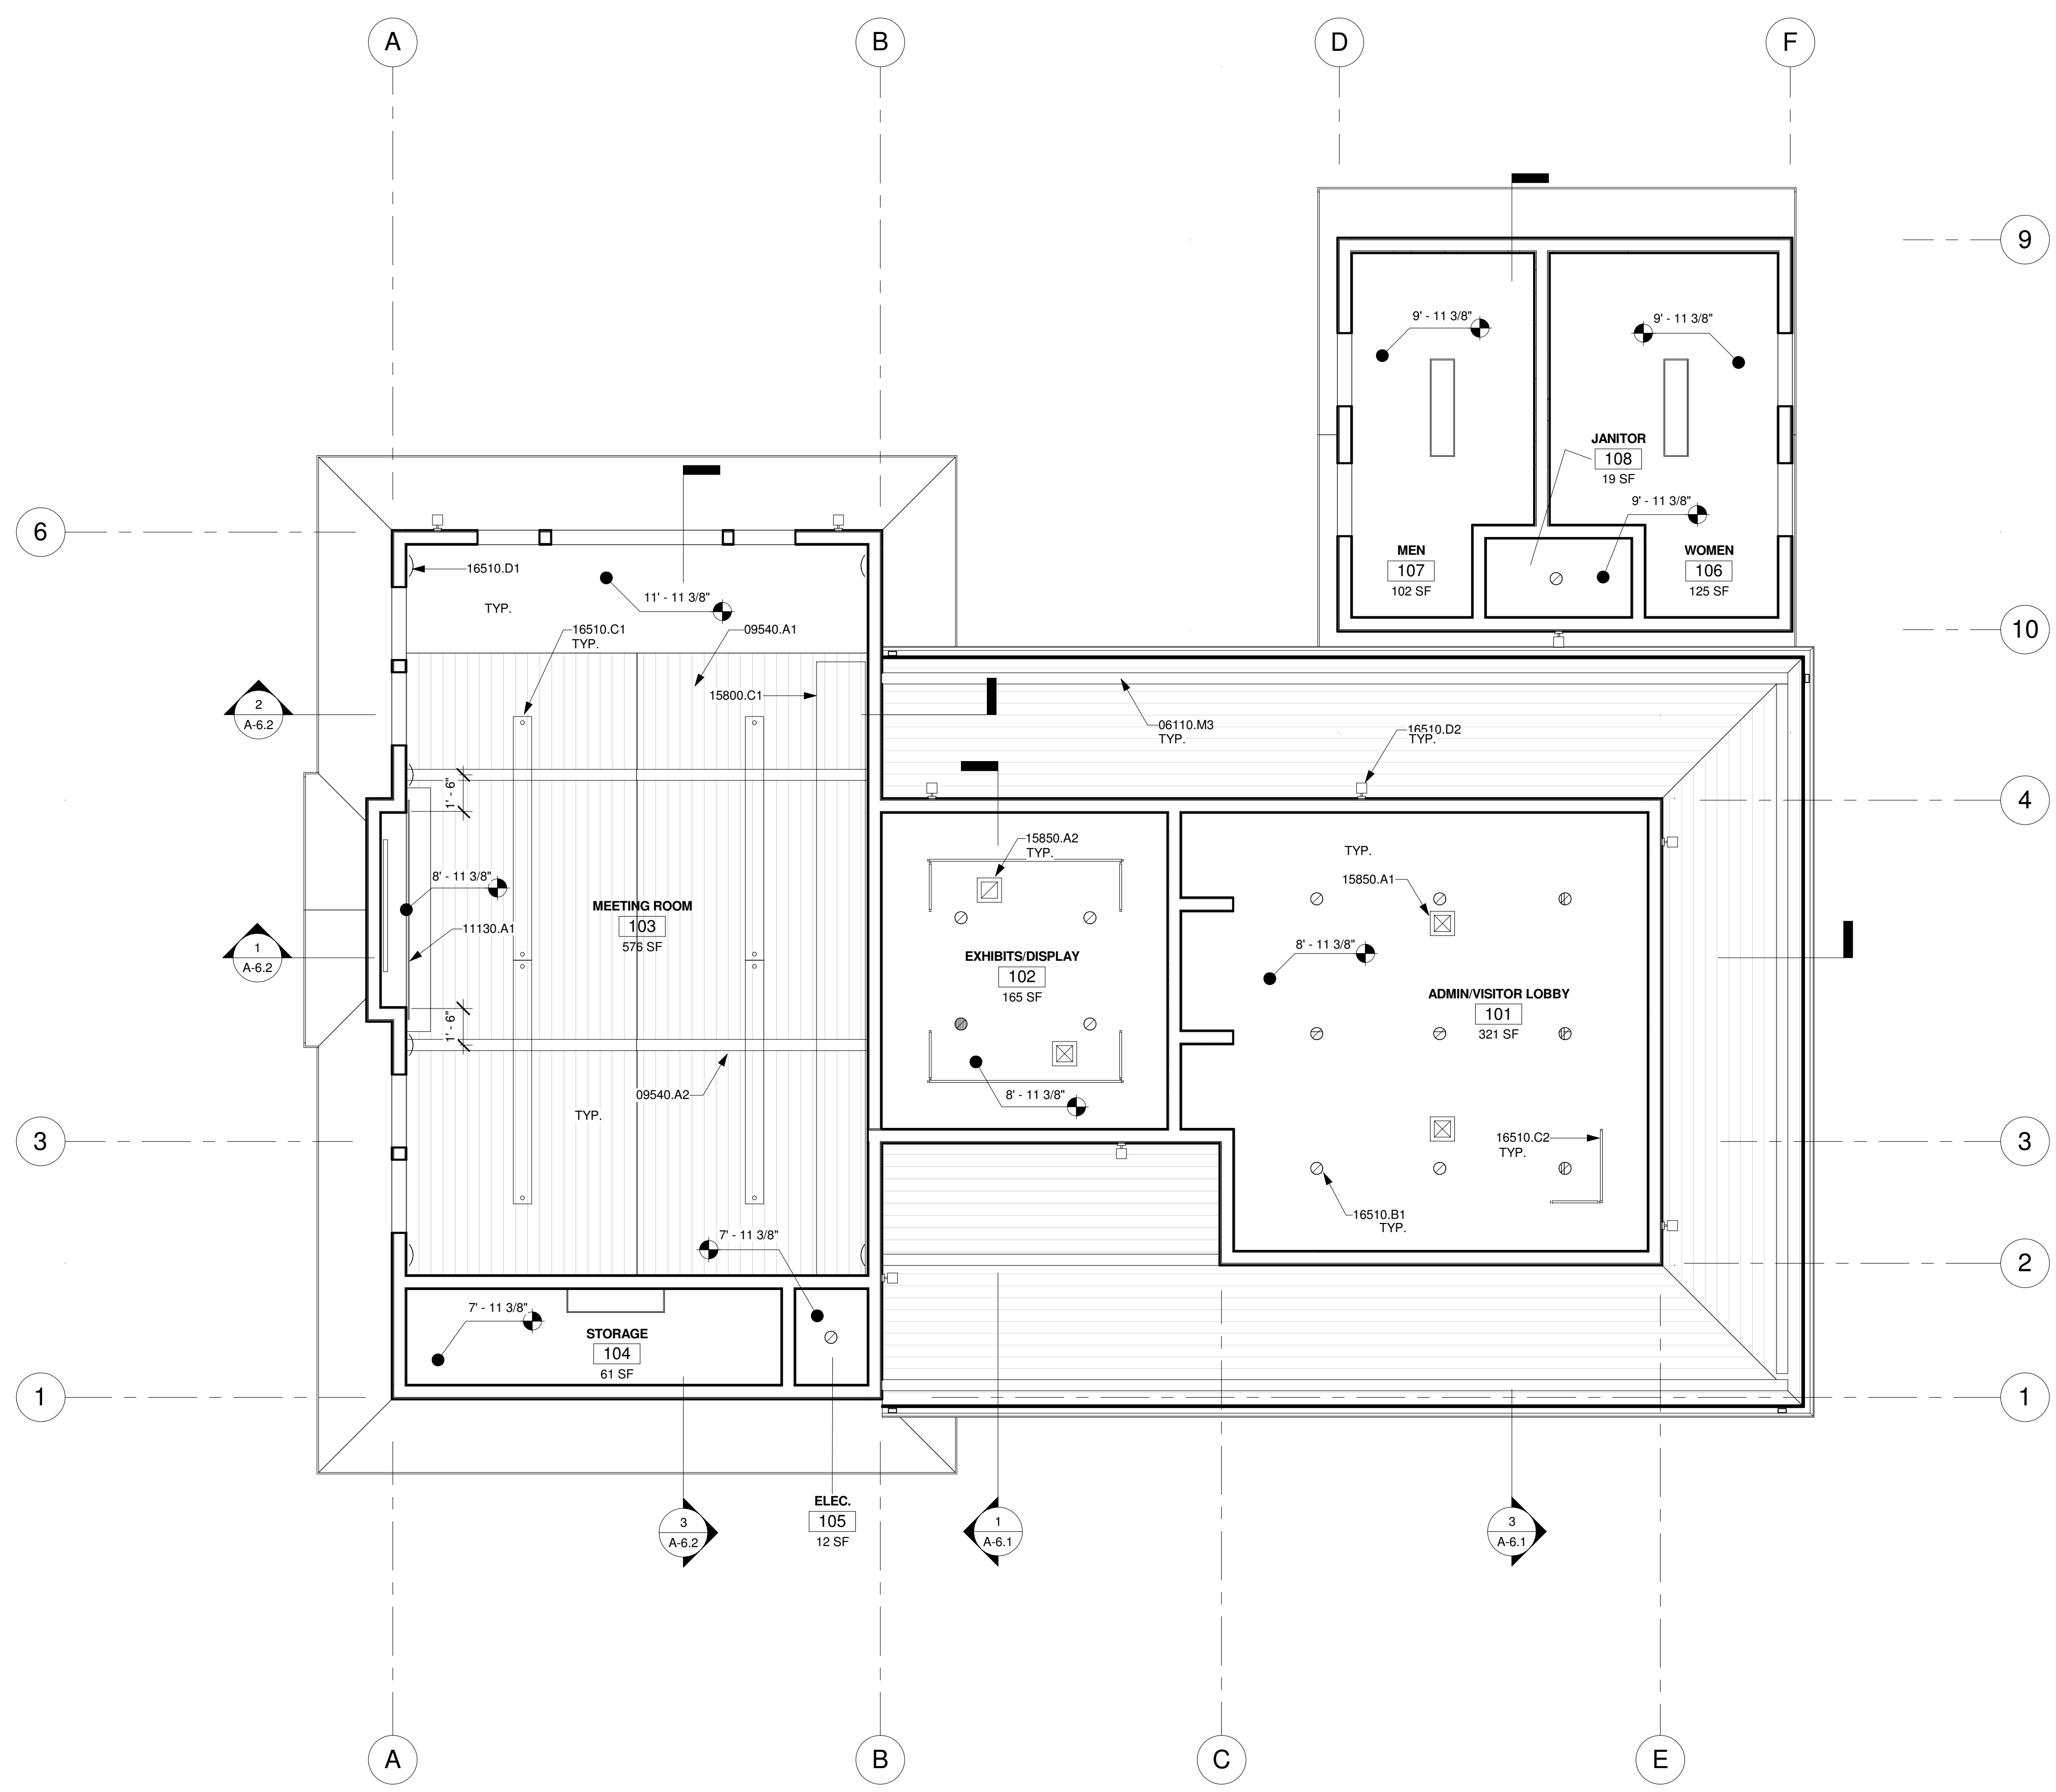 A
B
D
F
9
9' - 11 3/8"
9' - 11 3/8"
JANITOR
108
19 SF
9' - 11 3/8"
6
MEN
107
102 SF
WOMEN
106
125 SF
16510.D1
TYP.
11' - 11 3/8"
16510.C1
TYP.
09540.A1
10
15800.C1
2
A-6.2
06110.M3
TYP.
16510.D2
TYP.
1' - 6"
4
15850.A2
TYP.
TYP.
15850.A1
8' - 11 3/8"
MEETING ROOM
103
576 SF
11130.A1
1
A-6.2
8' - 11 3/8"
EXHIBITS/DISPLAY
102
165 SF
ADMIN/VISITOR LOBBY
101
321 SF
1' - 6"
09540.A2
8' - 11 3/8"
TYP.
3
16510.C2
TYP.
3
16510.B1
TYP.
7' - 11 3/8"
2
7' - 11 3/8"
STORAGE
104
61 SF
1
1
ELEC.
105
12 SF
3
A-6.2
1
A-6.1
3
A-6.1
A
B
C
E